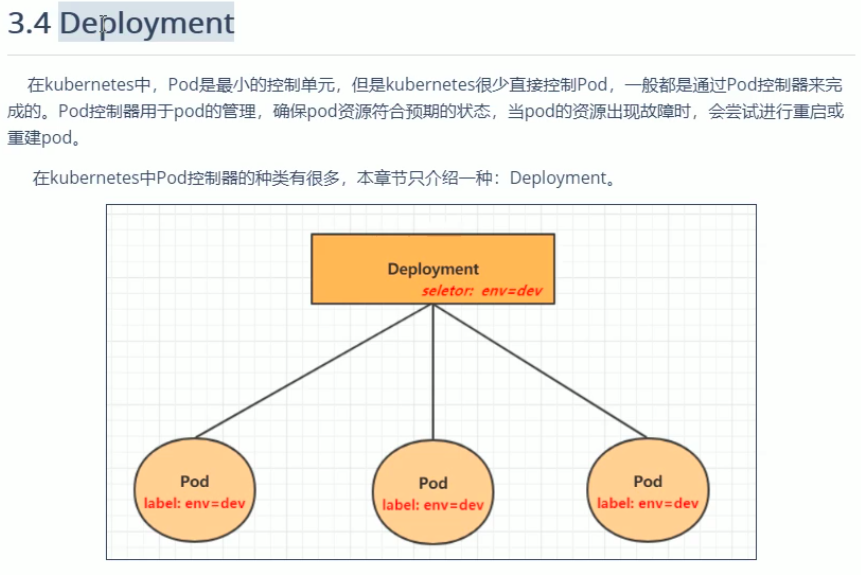 3.4 Deployment
在kubernetes中，Pod是最小的控制单元，但是kubernetes很少直接控制Pod，一般都是通过Pod控制器来完
成的。Pod控制器用于pod的管理，确保pod资源符合预期的状态，当pod的资源出现故障时，会尝试进行重启或
重建pod。
在kubernetes中Pod控制器的种类有很多，本章节只介绍一种：Deployment。
Deployment
seletor: env=dev
Pod
label: env=dev
Pod
label: env=dev
Pod
label: env=dev